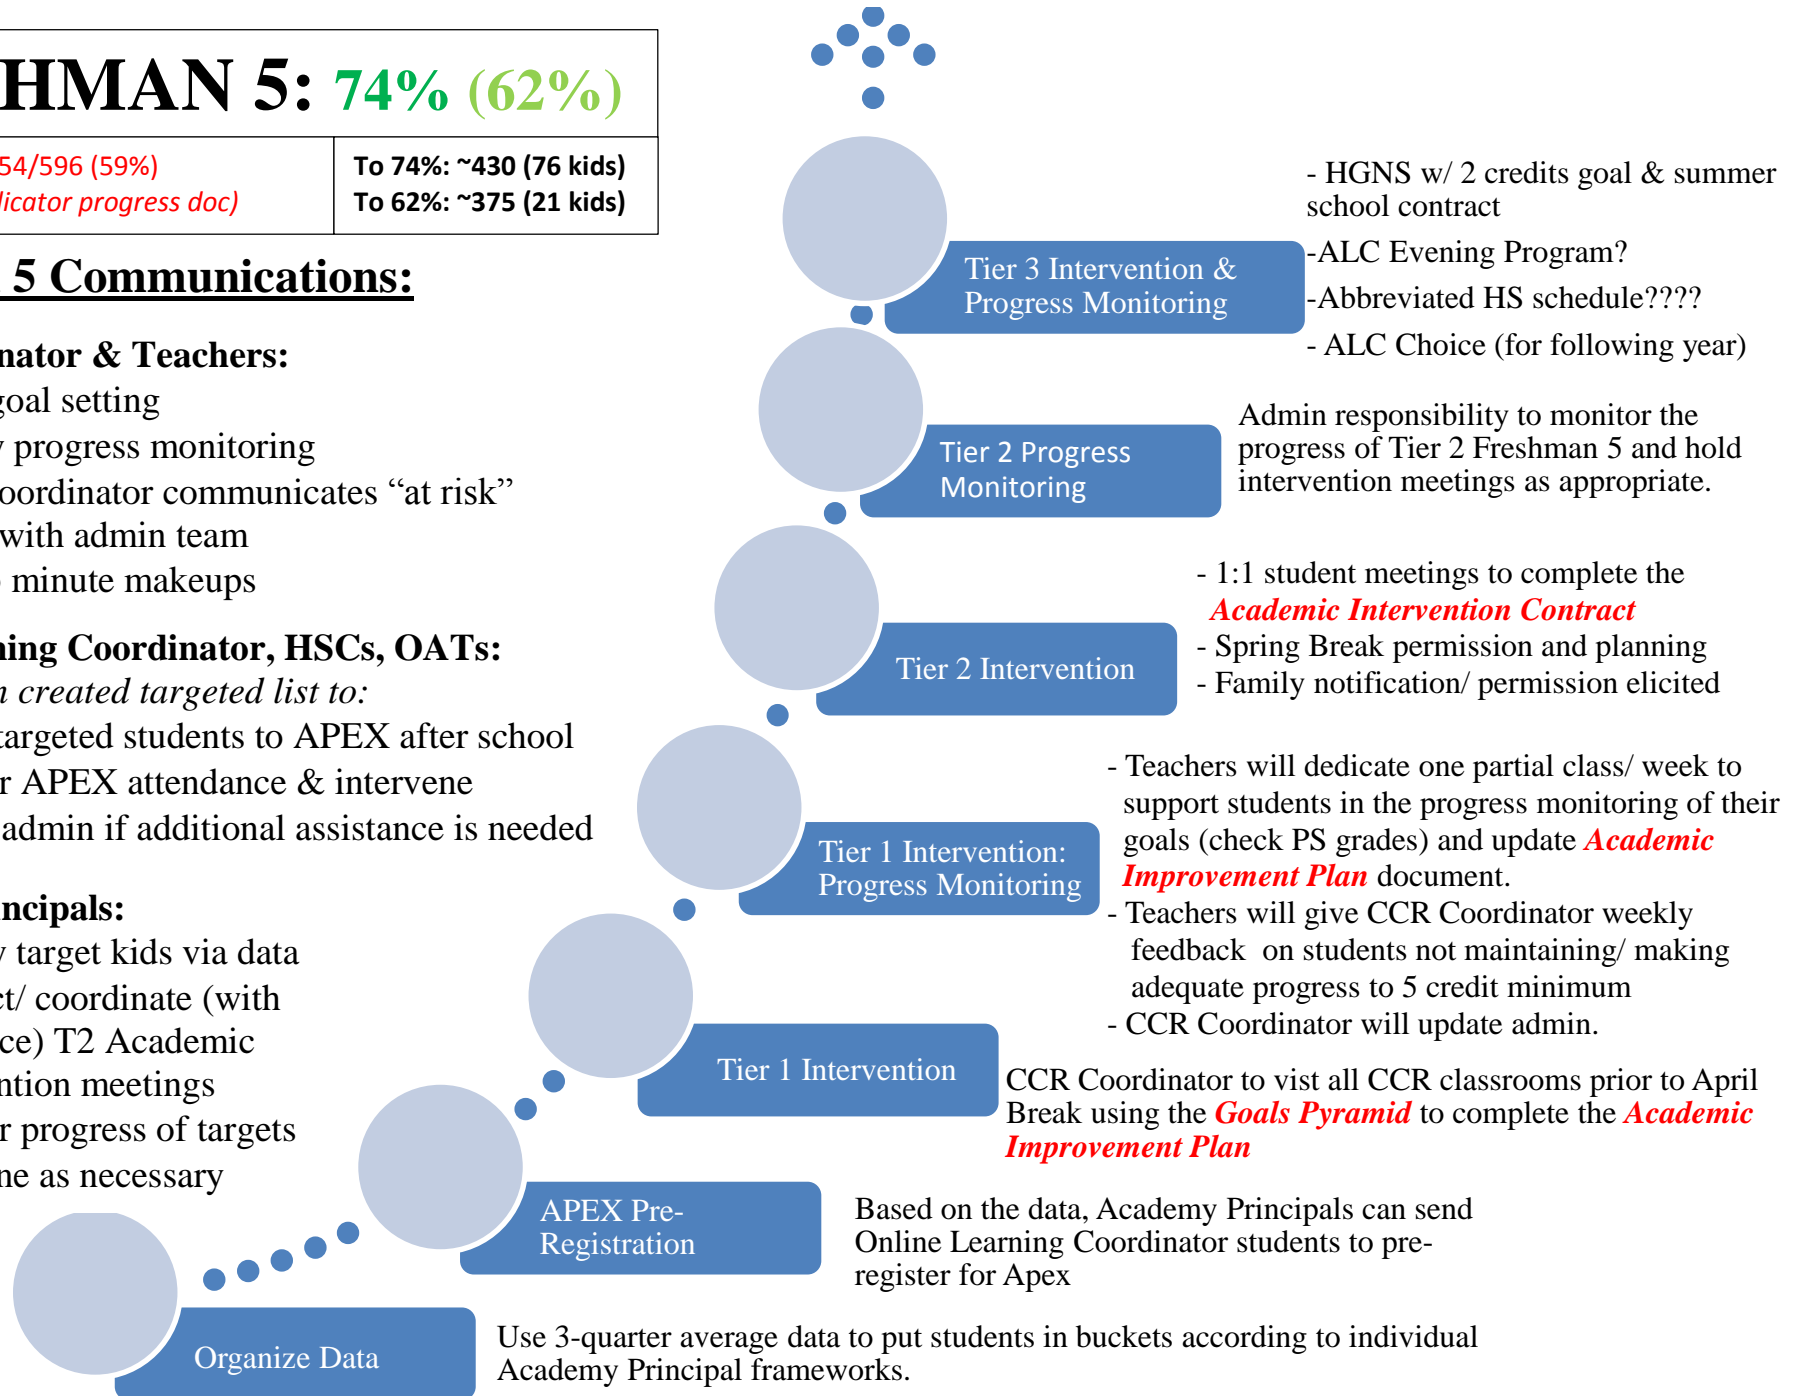 HMAN 5: 74% (62%)
54/596 (59%)
licator progress doc)
To 74%: ~430 (76 kids)
To 62%: ~375 (21 kids)
5 Communications:
nator & Teachers:
goal setting
y progress monitoring
oordinator communicates “at risk”
with admin team
minute makeups
ning Coordinator, HSCs, OATs:
n created targeted list to:
targeted students to APEX after school
r APEX attendance & intervene
admin if additional assistance is needed
ncipals:
y target kids via data
ct/ coordinate (with
ce) T2 Academic
ention meetings
r progress of targets
ne as necessary
Tier 3 Intervention &
Progress Monitoring
- HGNS w/ 2 credits goal & summer
school contract
-ALC Evening Program?
-Abbreviated HS schedule????
- ALC Choice (for following year)
Tier 2 Progress
Monitoring
Admin responsibility to monitor the
progress of Tier 2 Freshman 5 and hold
intervention meetings as appropriate.
Tier 2 Intervention
- 1:1 student meetings to complete the
Academic Intervention Contract
- Spring Break permission and planning
- Family notification/ permission elicited
Tier 1 Intervention:
Progress Monitoring
- Teachers will dedicate one partial class/ week to
support students in the progress monitoring of their
goals (check PS grades) and update Academic
Improvement Plan document.
- Teachers will give CCR Coordinator weekly
feedback on students not maintaining/ making
adequate progress to 5 credit minimum
- CCR Coordinator will update admin.
Tier 1 Intervention
CCR Coordinator to vist all CCR classrooms prior to April
Break using the Goals Pyramid to complete the Academic
Improvement Plan
APEX Pre-
Registration
Based on the data, Academy Principals can send
Online Learning Coordinator students to pre-
register for Apex
Organize Data
Use 3-quarter average data to put students in buckets according to individual
Academy Principal frameworks.